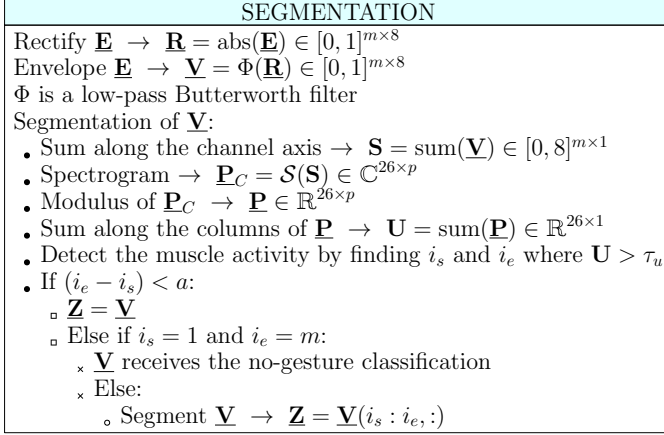 SEGMENTATION
Rectify E → R = abs(E) ∈ [0, 1]^{m×8}
Envelope E → V = Φ(R) ∈ [0, 1]^{m×8}
Φ is a low-pass Butterworth filter
Segmentation of V:
• Sum along the channel axis → S = sum(V) ∈ [0, 8]^{m×1}
• Spectrogram → P_C = 𝒮(S) ∈ ℂ^{26×p}
• Modulus of P_C → P ∈ ℝ^{26×p}
• Sum along the columns of P → U = sum(P) ∈ ℝ^{26×1}
• Detect the muscle activity by finding i_s and i_e where U > τ_u
• If (i_e − i_s) < a:
▫ Z = V
▫ Else if i_s = 1 and i_e = m:
× V receives the no-gesture classification
× Else:
∘ Segment V → Z = V(i_s : i_e, :)